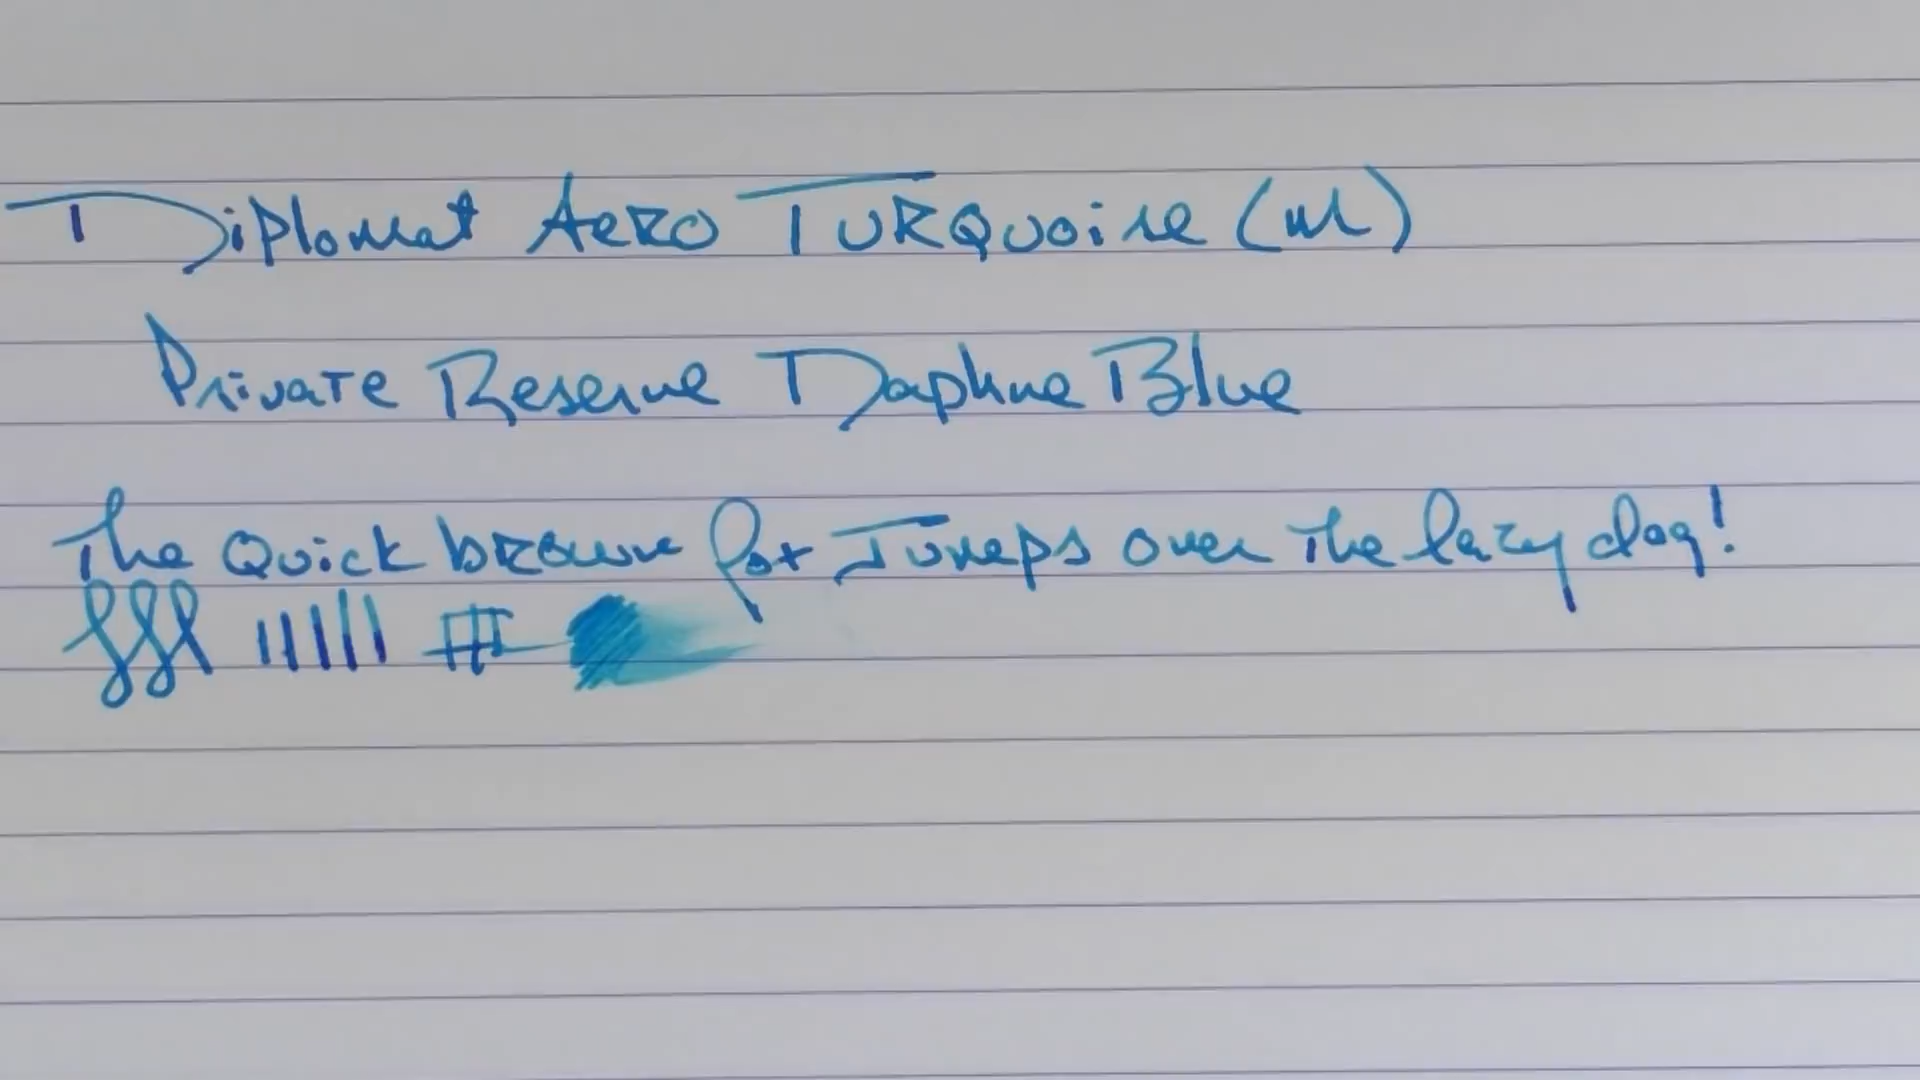 Diplomat Aero Turquoise (M)
Private Reserve Daphne Blue
The Quick brown fox Jumps over The lazy dog!